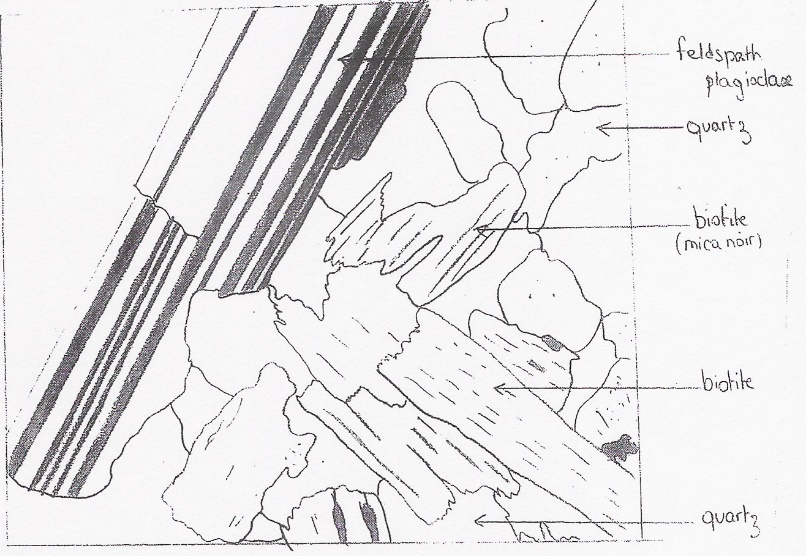 feldspath
plagioclase
quartz
biotite
(mica noir)
biotite
quartz